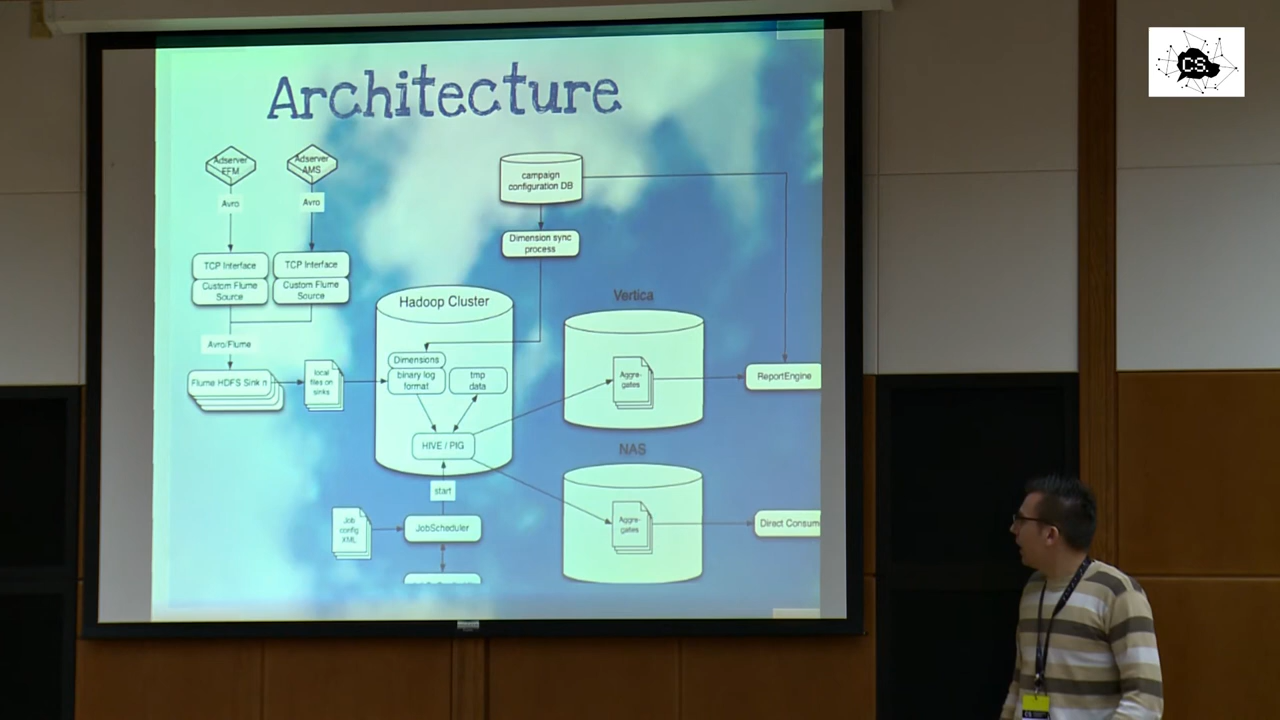 CS.
Architecture
Adserver
FFM
Adserver
AMS
Avro
Avro
campaign
configuration DB
TCP Interface
Custom Flume
Source
TCP Interface
Custom Flume
Source
Dimension sync
process
Hadoop Cluster
Vertica
Avro/Flume
Flume HDFS Sink n
local
files on
sinks
Dimensions
binary log
format
tmp
data
Aggre-
gates
ReportEngine
HIVE / PIG
NAS
start
Job
config
XML
JobScheduler
Aggre-
gates
Direct Consum